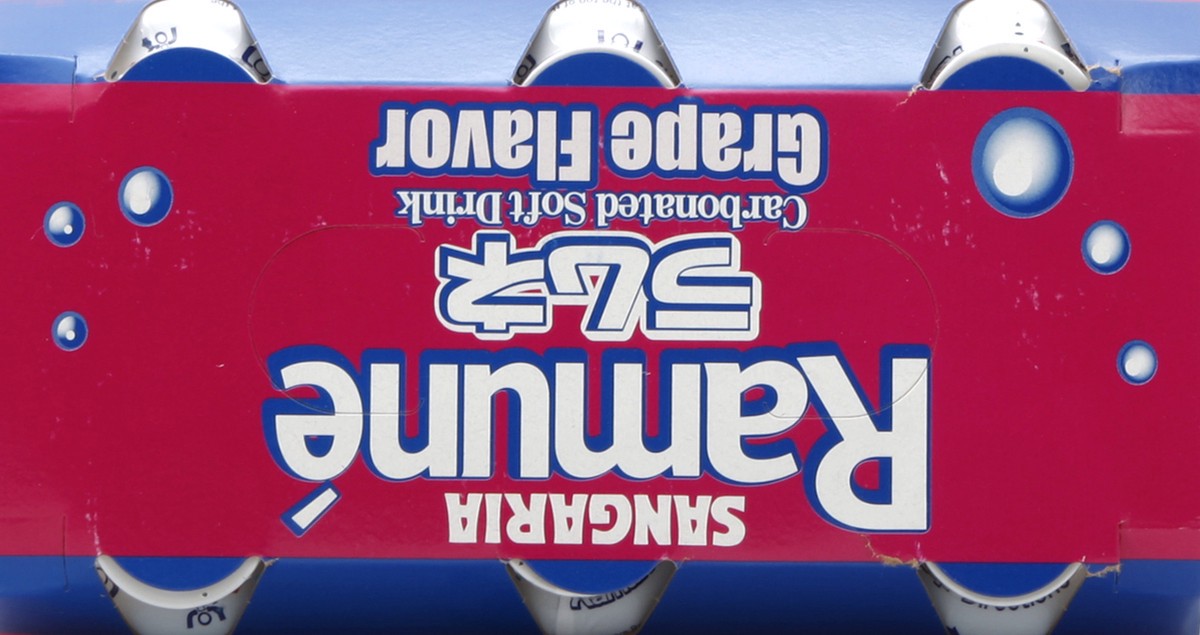 SANGARIA
Ramuné
ラムネ
Carbonated Soft Drink
Grape Flavor